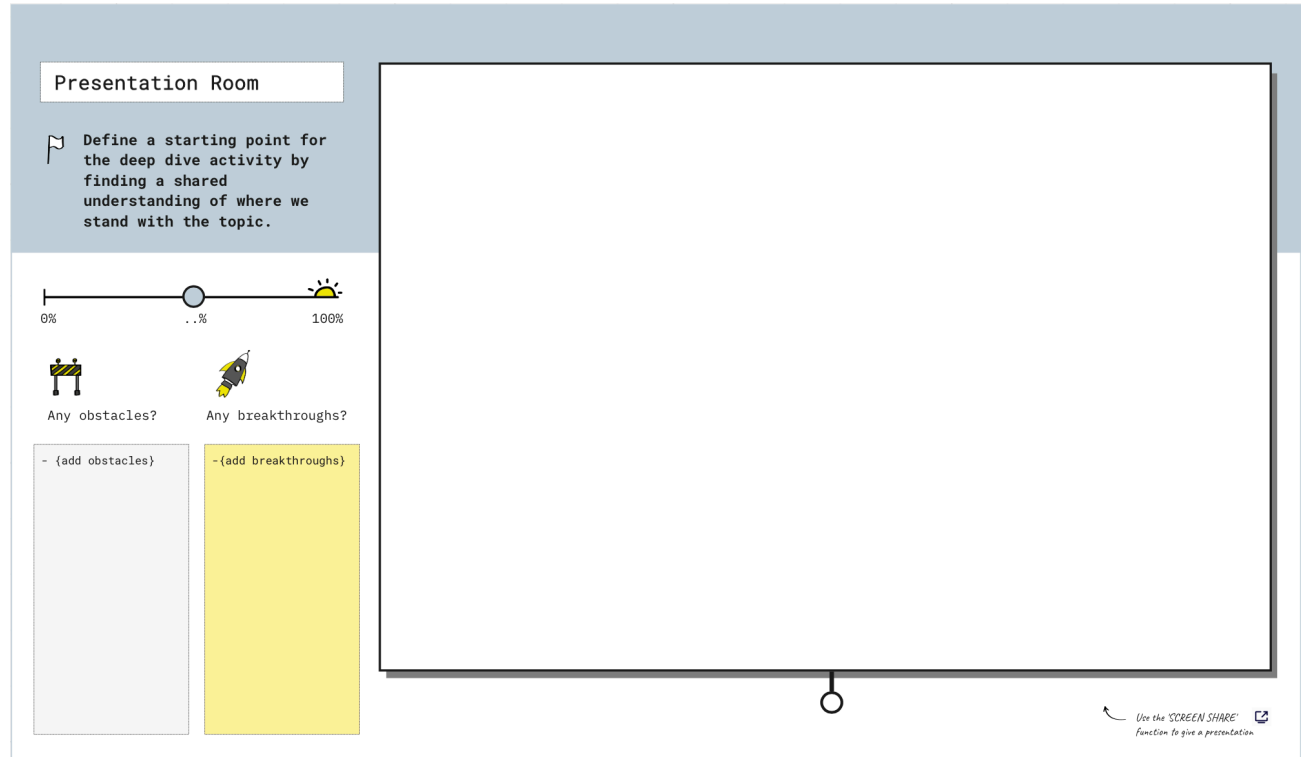 Presentation Room
Define a starting point for
the deep dive activity by
finding a shared
understanding of where we
stand with the topic.
0%
..%
100%
Any obstacles?
Any breakthroughs?
- {add obstacles}
-{add breakthroughs}
Use the 'SCREEN SHARE'
function to give a presentation